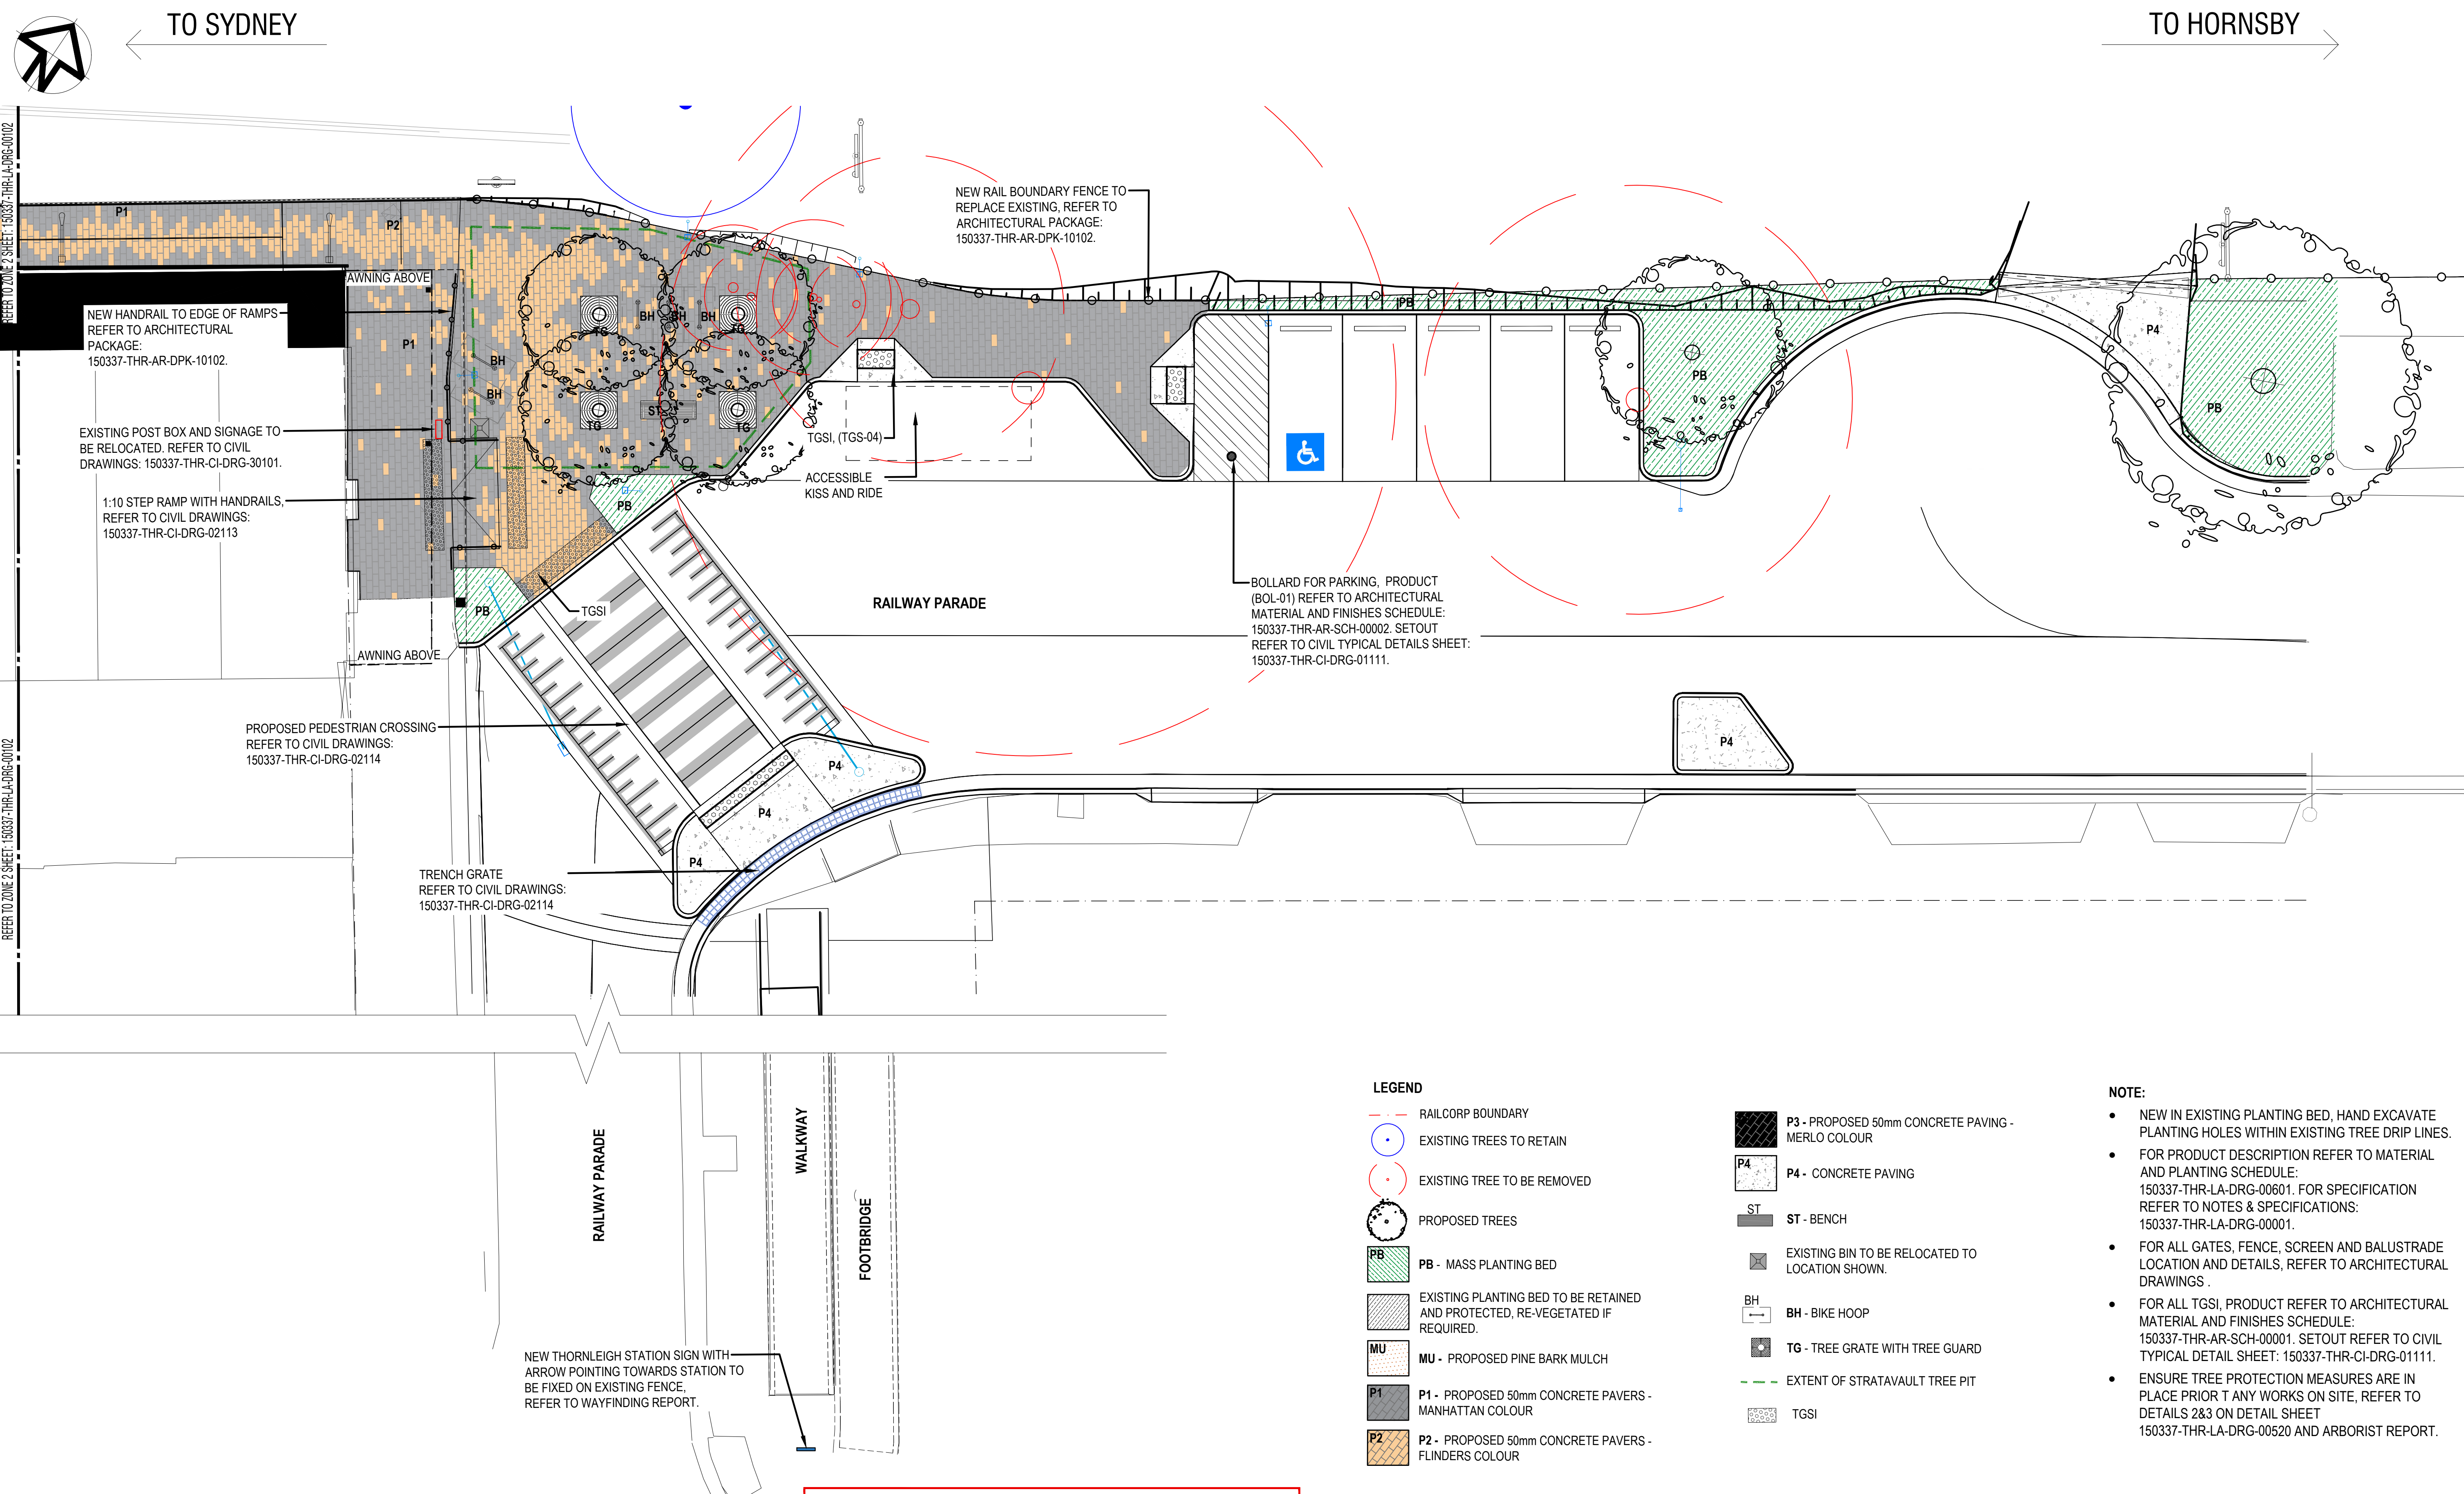 TO SYDNEY
TO HORNSBY
REFER TO ZONE 2 SHEET: 150337-THR-LA-DRG-00102
P1
P2
AWNING ABOVE
NEW HANDRAIL TO EDGE OF RAMPS
REFER TO ARCHITECTURAL
PACKAGE:
150337-THR-AR-DPK-10102.
P1
NEW RAIL BOUNDARY FENCE TO
REPLACE EXISTING, REFER TO
ARCHITECTURAL PACKAGE:
150337-THR-AR-DPK-10102.
BH
BH
BH
TG
TG
BH
BH
ST
TG
TG
PB
PB
P4
PB
EXISTING POST BOX AND SIGNAGE TO
BE RELOCATED. REFER TO CIVIL
DRAWINGS: 150337-THR-CI-DRG-30101.
TGSI, (TGS-04)
ACCESSIBLE
KISS AND RIDE
1:10 STEP RAMP WITH HANDRAILS,
REFER TO CIVIL DRAWINGS:
150337-THR-CI-DRG-02113
PB
PB
TGSI
RAILWAY PARADE
BOLLARD FOR PARKING, PRODUCT
(BOL-01) REFER TO ARCHITECTURAL
MATERIAL AND FINISHES SCHEDULE:
150337-THR-AR-SCH-00002. SETOUT
REFER TO CIVIL TYPICAL DETAILS SHEET:
150337-THR-CI-DRG-01111.
AWNING ABOVE
PROPOSED PEDESTRIAN CROSSING
REFER TO CIVIL DRAWINGS:
150337-THR-CI-DRG-02114
REFER TO ZONE 2 SHEET: 150337-THR-LA-DRG-00102
P4
P4
P4
P4
TRENCH GRATE
REFER TO CIVIL DRAWINGS:
150337-THR-CI-DRG-02114
RAILWAY PARADE
WALKWAY
FOOTBRIDGE
NEW THORNLEIGH STATION SIGN WITH
ARROW POINTING TOWARDS STATION TO
BE FIXED ON EXISTING FENCE,
REFER TO WAYFINDING REPORT.
LEGEND
RAILCORP BOUNDARY
EXISTING TREES TO RETAIN
EXISTING TREE TO BE REMOVED
PROPOSED TREES
PB
PB - MASS PLANTING BED
EXISTING PLANTING BED TO BE RETAINED
AND PROTECTED, RE-VEGETATED IF
REQUIRED.
MU
MU - PROPOSED PINE BARK MULCH
P1
P1 - PROPOSED 50mm CONCRETE PAVERS -
MANHATTAN COLOUR
P2
P2 - PROPOSED 50mm CONCRETE PAVERS -
FLINDERS COLOUR
P3 - PROPOSED 50mm CONCRETE PAVING -
MERLO COLOUR
P4
P4 - CONCRETE PAVING
ST
ST - BENCH
EXISTING BIN TO BE RELOCATED TO
LOCATION SHOWN.
BH
BH - BIKE HOOP
TG - TREE GRATE WITH TREE GUARD
EXTENT OF STRATAVAULT TREE PIT
TGSI
NOTE:
● NEW IN EXISTING PLANTING BED, HAND EXCAVATE
PLANTING HOLES WITHIN EXISTING TREE DRIP LINES.
● FOR PRODUCT DESCRIPTION REFER TO MATERIAL
AND PLANTING SCHEDULE:
150337-THR-LA-DRG-00601. FOR SPECIFICATION
REFER TO NOTES & SPECIFICATIONS:
150337-THR-LA-DRG-00001.
● FOR ALL GATES, FENCE, SCREEN AND BALUSTRADE
LOCATION AND DETAILS, REFER TO ARCHITECTURAL
DRAWINGS .
● FOR ALL TGSI, PRODUCT REFER TO ARCHITECTURAL
MATERIAL AND FINISHES SCHEDULE:
150337-THR-AR-SCH-00001. SETOUT REFER TO CIVIL
TYPICAL DETAIL SHEET: 150337-THR-CI-DRG-01111.
● ENSURE TREE PROTECTION MEASURES ARE IN
PLACE PRIOR T ANY WORKS ON SITE, REFER TO
DETAILS 2&3 ON DETAIL SHEET
150337-THR-LA-DRG-00520 AND ARBORIST REPORT.